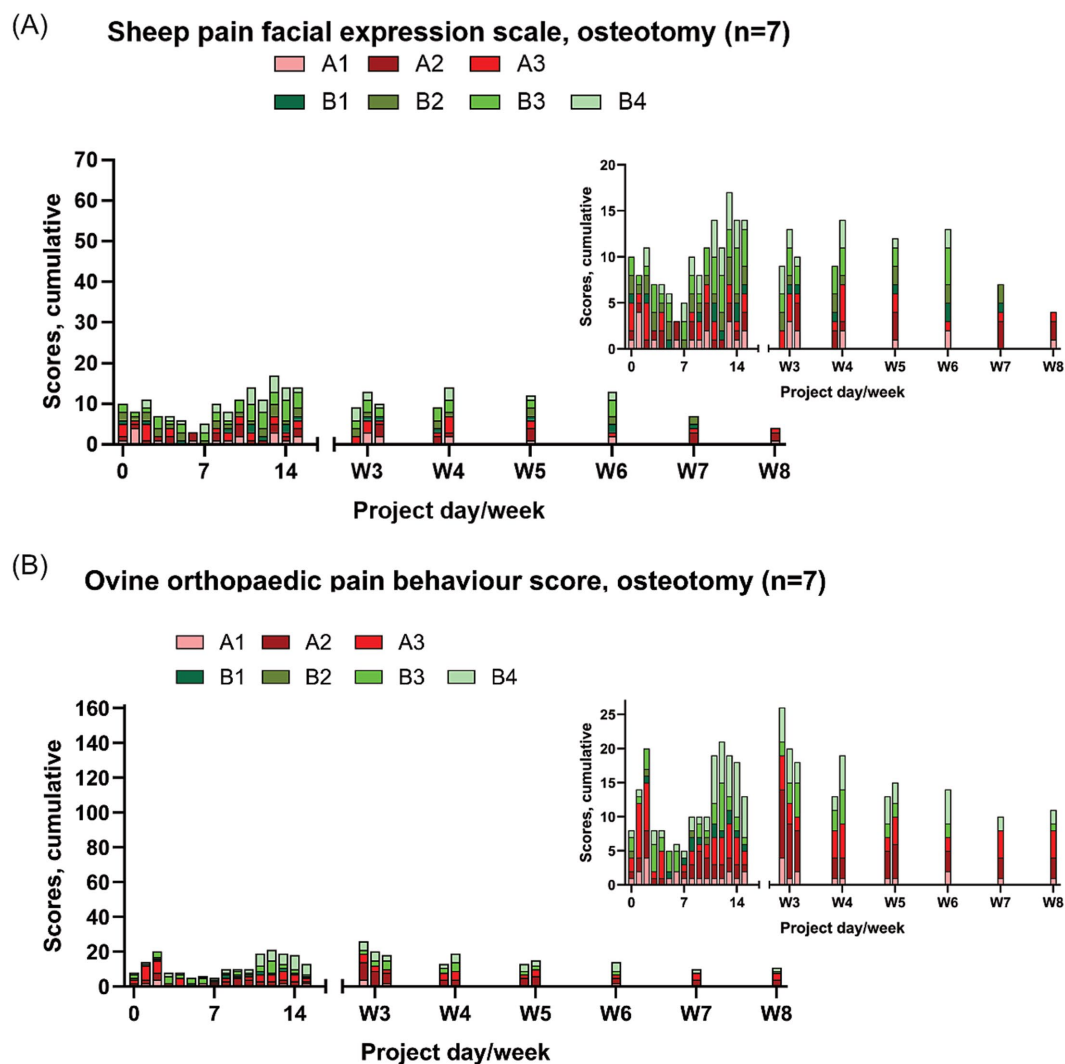 (A)
Sheep pain facial expression scale, osteotomy (n=7)
A1 A2 A3
B1 B2 B3 B4
Scores, cumulative
70
60
50
40
30
20
10
0
0 7 14 W3 W4 W5 W6 W7 W8
Project day/week
Scores, cumulative
20
15
10
5
0
0 7 14 W3 W4 W5 W6 W7 W8
Project day/week
(B)
Ovine orthopaedic pain behaviour score, osteotomy (n=7)
A1 A2 A3
B1 B2 B3 B4
Scores, cumulative
160
140
120
100
80
60
40
20
0
0 7 14 W3 W4 W5 W6 W7 W8
Project day/week
Scores, cumulative
25
20
15
10
5
0
0 7 14 W3 W4 W5 W6 W7 W8
Project day/week